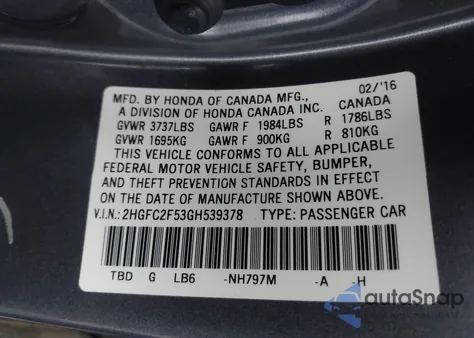 02/'16
MFD. BY HONDA OF CANADA MFG.,
A DIVISION OF HONDA CANADA INC. CANADA
GVWR 3737LBS GAWR F 1984LBS R 1786LBS
GVWR 1695KG GAWR F 900KG R 810KG
THIS VEHICLE CONFORMS TO ALL APPLICABLE
FEDERAL MOTOR VEHICLE SAFETY, BUMPER,
AND THEFT PREVENTION STANDARDS IN EFFECT
ON THE DATE OF MANUFACTURE SHOWN ABOVE.
V.I.N.: 2HGFC2F53GH539378 TYPE: PASSENGER CAR
TBD G LB6 -NH797M -A -H
autoSnap